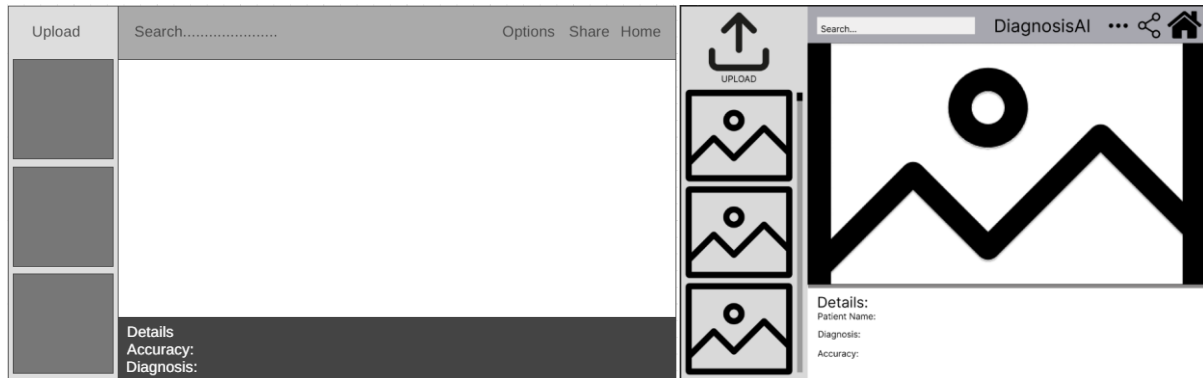 Upload
Search......................
Options Share Home
Details
Accuracy:
Diagnosis:
UPLOAD
Search...
DiagnosisAI
Details:
Patient Name:
Diagnosis:
Accuracy: